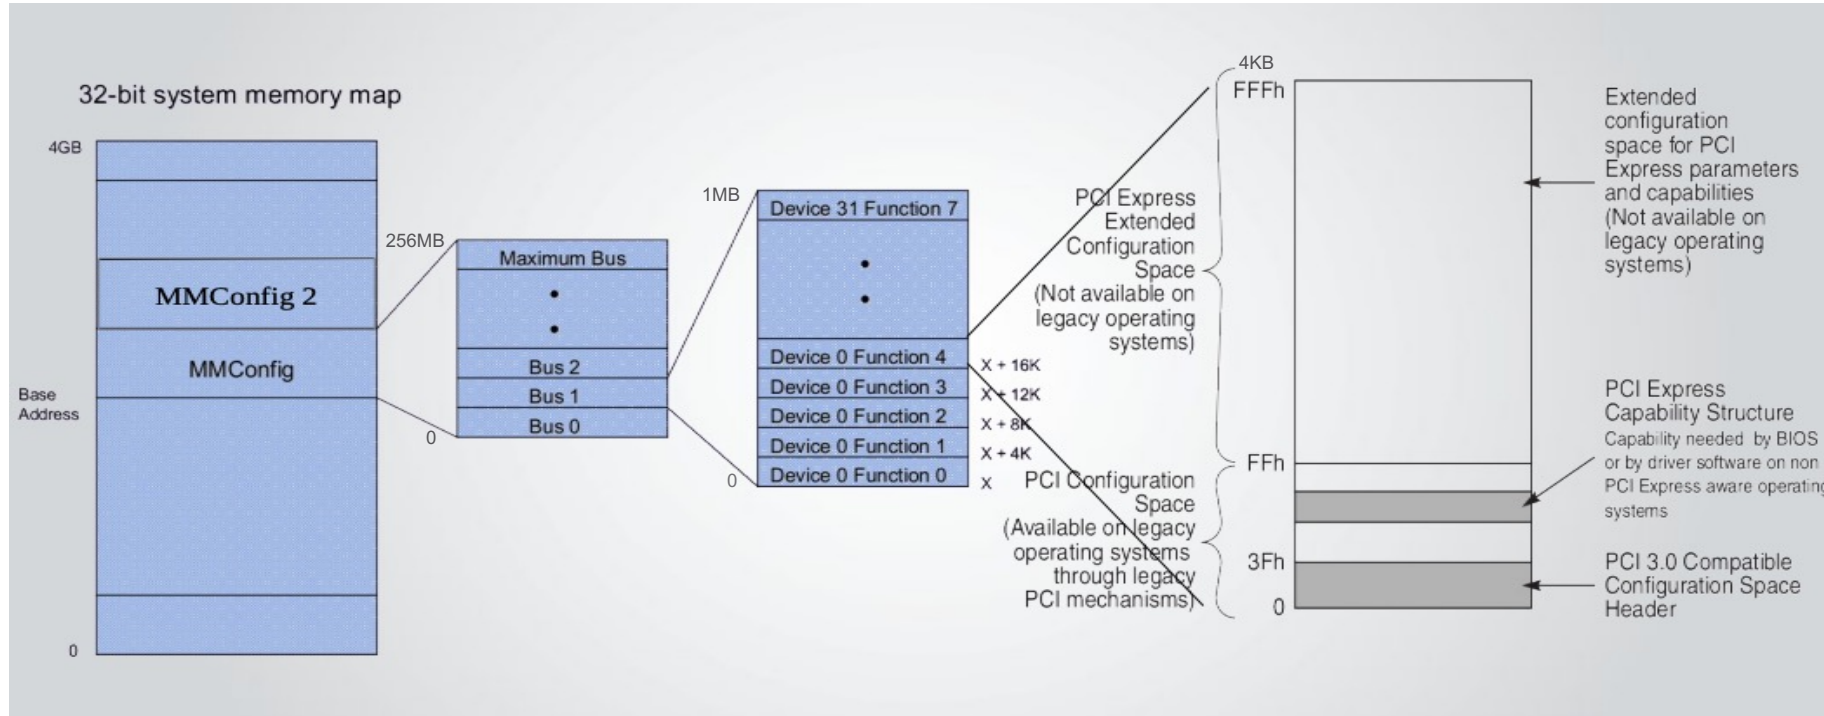 32-bit system memory map
4GB
MMConfig 2
MMConfig
Base
Address
0
256MB
Maximum Bus
Bus 2
Bus 1
Bus 0
0
1MB
Device 31 Function 7
Device 0 Function 4
Device 0 Function 3
Device 0 Function 2
Device 0 Function 1
Device 0 Function 0
0
X + 16K
X + 12K
X + 8K
X + 4K
X
PCI Express
Extended
Configuration
Space
(Not available on
legacy operating
systems)
PCI Configuration
Space
(Available on legacy
operating systems
through legacy
PCI mechanisms)
4KB
FFFh
FFh
3Fh
0
Extended
configuration
space for PCI
Express parameters
and capabilities
(Not available on
legacy operating
systems)
PCI Express
Capability Structure
Capability needed by BIOS
or by driver software on non
PCI Express aware operating
systems
PCI 3.0 Compatible
Configuration Space
Header